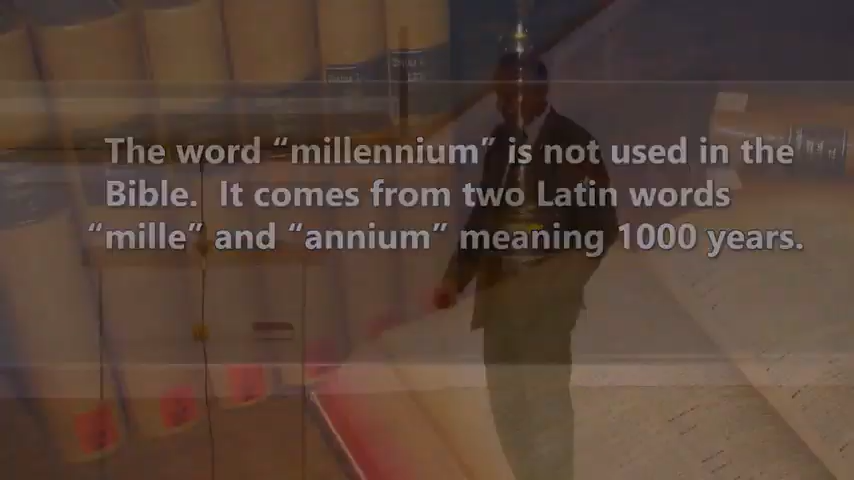 The word “millennium” is not used in the
Bible.  It comes from two Latin words
“mille” and “annium” meaning 1000 years.